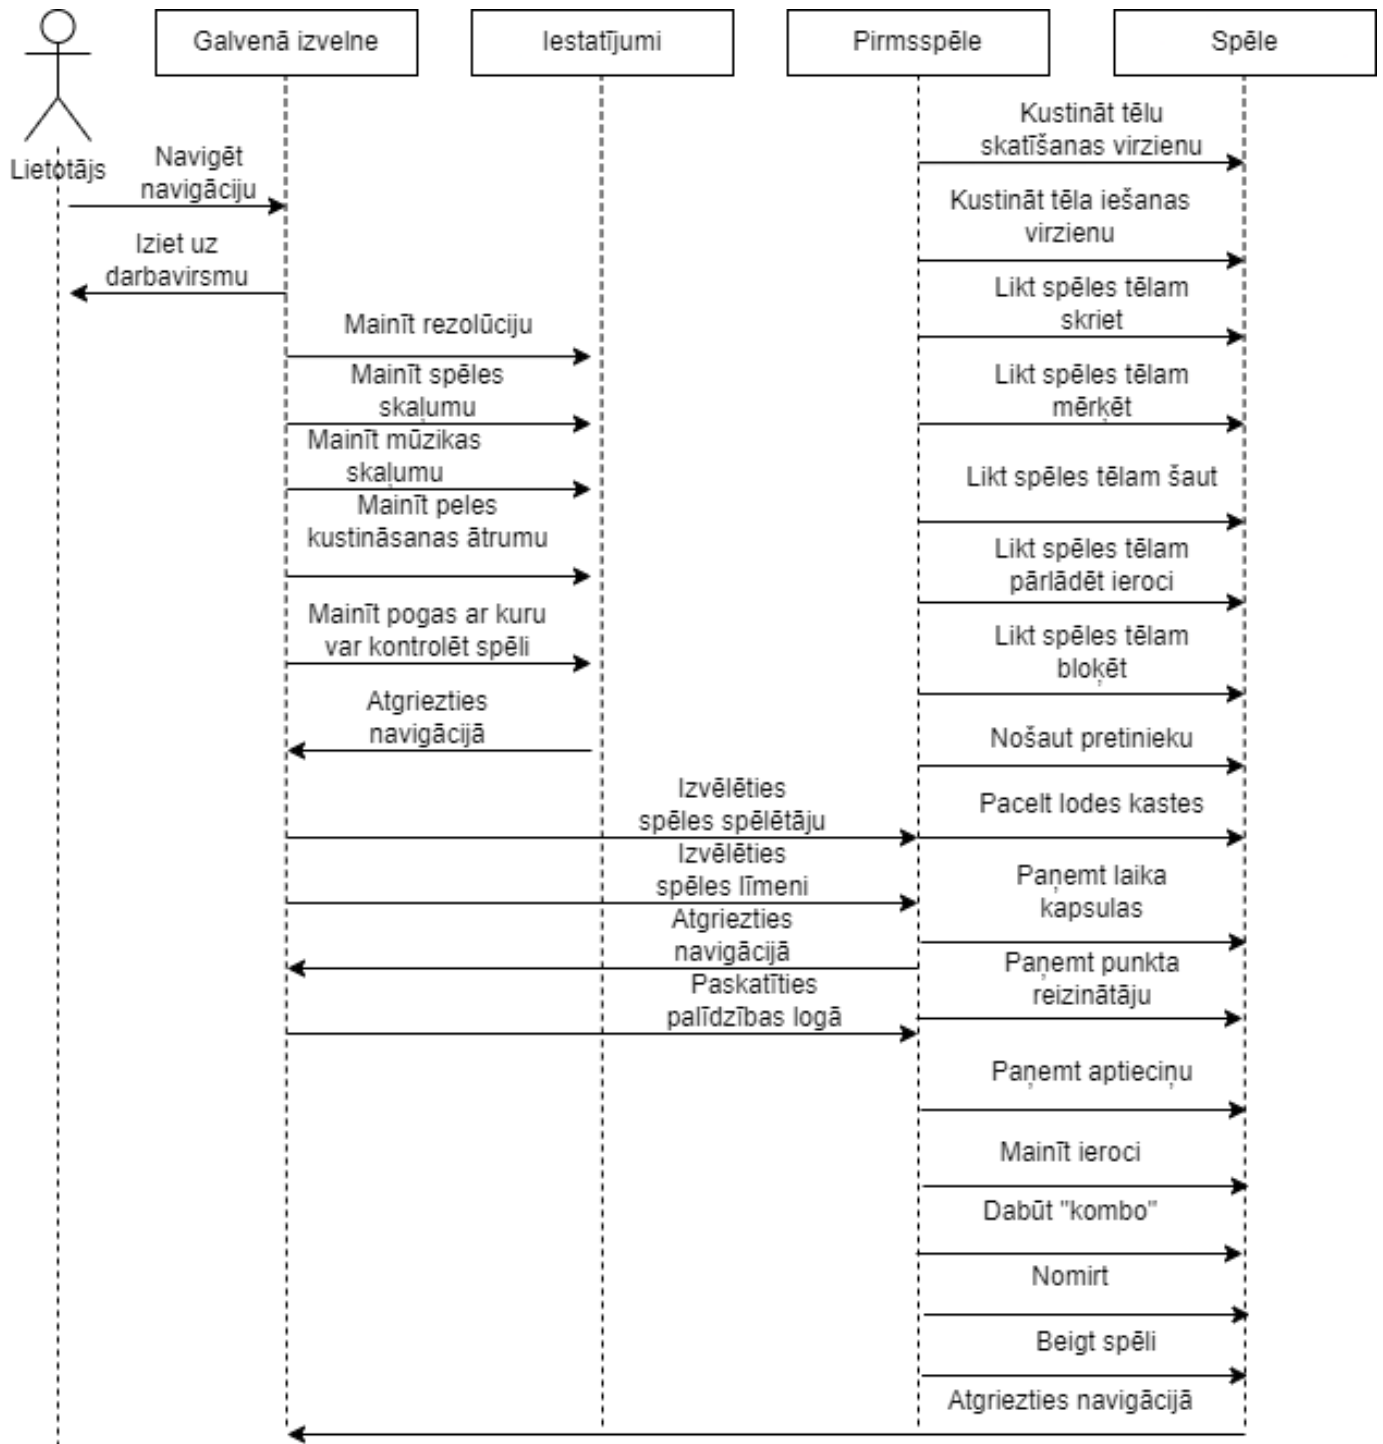 Galvenā izvelne
Iestatījumi
Pirmsspēle
Spēle
Lietotājs
Navigēt
navigāciju
Iziet uz
darbavirsmu
Mainīt rezolūciju
Mainīt spēles
skaļumu
Mainīt mūzikas
skaļumu
Mainīt peles
kustināsanas ātrumu
Mainīt pogas ar kuru
var kontrolēt spēli
Atgriezties
navigācijā
Izvēlēties
spēles spēlētāju
Izvēlēties
spēles līmeni
Atgriezties
navigācijā
Paskatīties
palīdzības logā
Kustināt tēlu
skatīšanas virzienu
Kustināt tēla iešanas
virzienu
Likt spēles tēlam
skriet
Likt spēles tēlam
mērķēt
Likt spēles tēlam šaut
Likt spēles tēlam
pārlādēt ieroci
Likt spēles tēlam
bloķēt
Nošaut pretinieku
Pacelt lodes kastes
Paņemt laika
kapsulas
Paņemt punkta
reizinātāju
Paņemt aptieciņu
Mainīt ieroci
Dabūt "kombo"
Nomirt
Beigt spēli
Atgriezties navigācijā